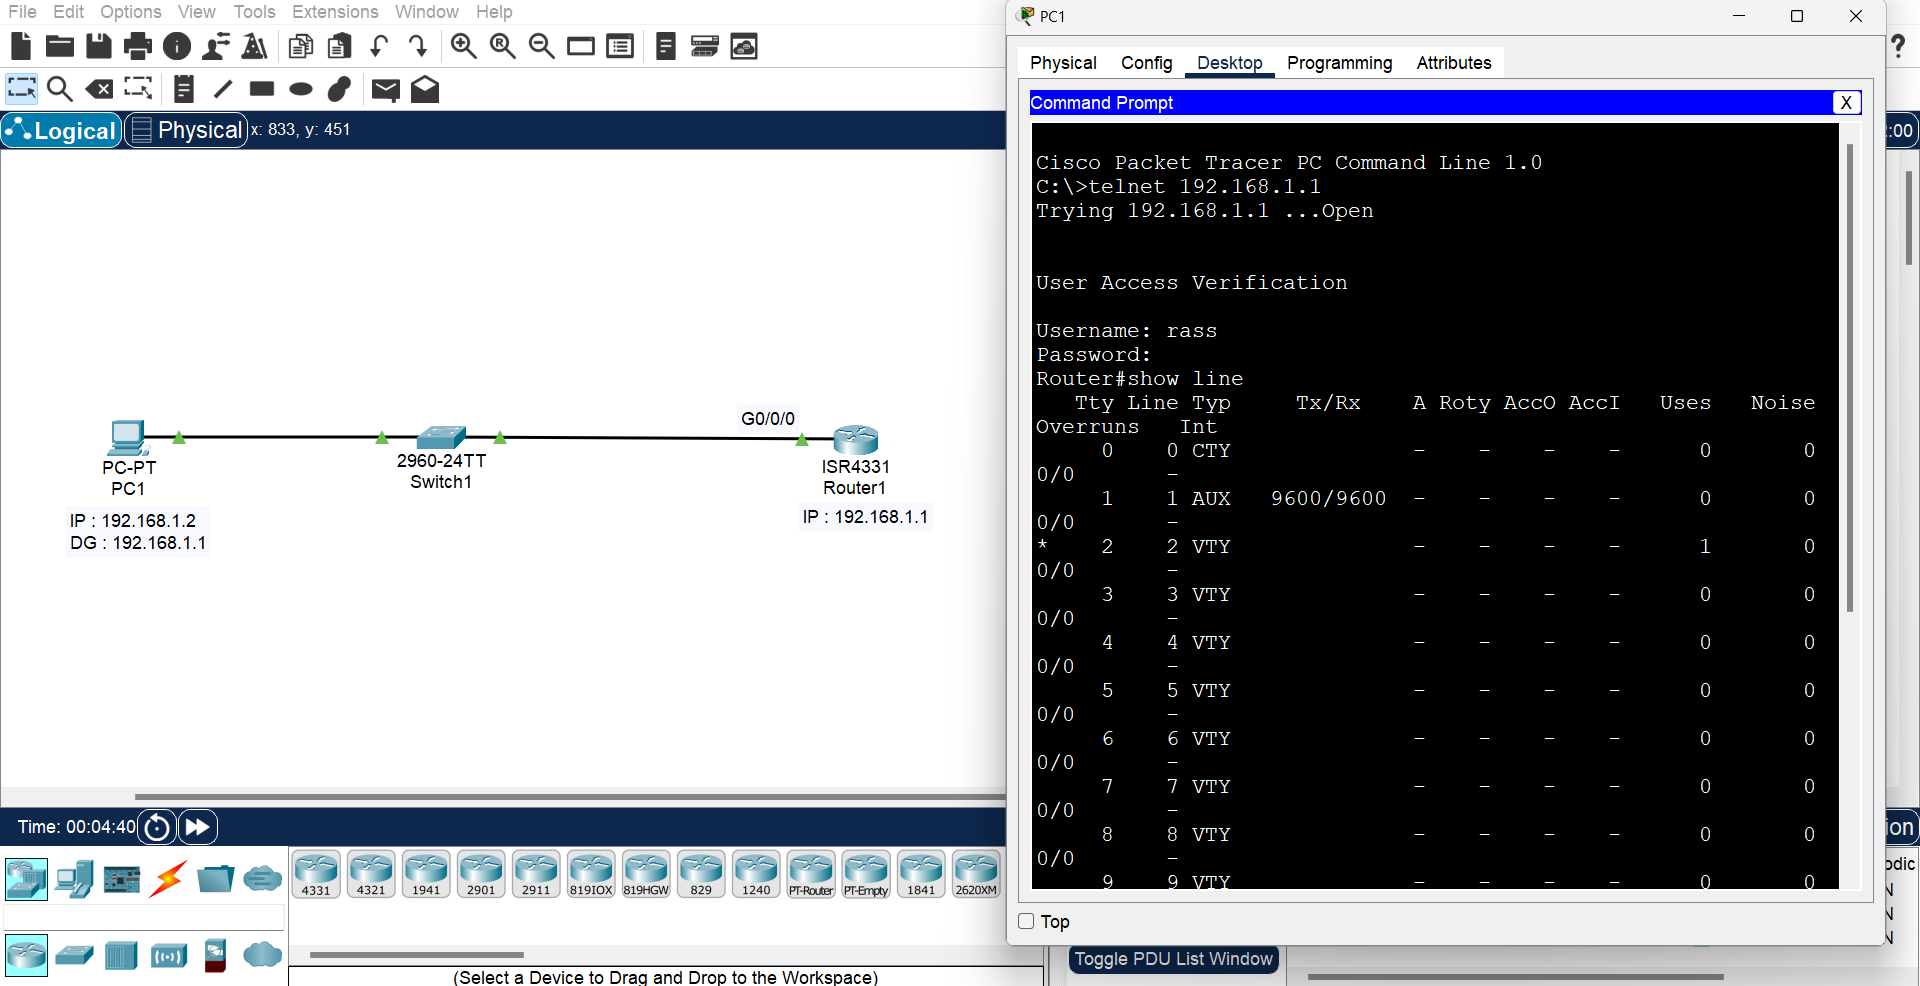 File Edit Options View Tools Extensions Window Help
Logical Physical x: 833, y: 451
PC-PT
PC1
IP : 192.168.1.2
DG : 192.168.1.1
2960-24TT
Switch1
G0/0/0
ISR4331
Router1
IP : 192.168.1.1
Time: 00:04:40
4331 4321 1941 2901 2911 819IOX 819HGW 829 1240 PT-Router PT-Empty 1841 2620XM
(Select a Device to Drag and Drop to the Workspace)
PC1
Physical Config Desktop Programming Attributes
Command Prompt X
Cisco Packet Tracer PC Command Line 1.0
C:\>telnet 192.168.1.1
Trying 192.168.1.1 ...Open
User Access Verification
Username: rass
Password:
Router#show line
Tty Line Typ Tx/Rx A Roty AccO AccI Uses Noise
Overruns Int
0 0 CTY - - - - 0 0
0/0 -
1 1 AUX 9600/9600 - - - - 0 0
0/0 -
* 2 2 VTY - - - - 1 0
0/0 -
3 3 VTY - - - - 0 0
0/0 -
4 4 VTY - - - - 0 0
0/0 -
5 5 VTY - - - - 0 0
0/0 -
6 6 VTY - - - - 0 0
0/0 -
7 7 VTY - - - - 0 0
0/0 -
8 8 VTY - - - - 0 0
0/0 -
9 9 VTY - - - - 0 0
Top
Toggle PDU List Window
?
:00